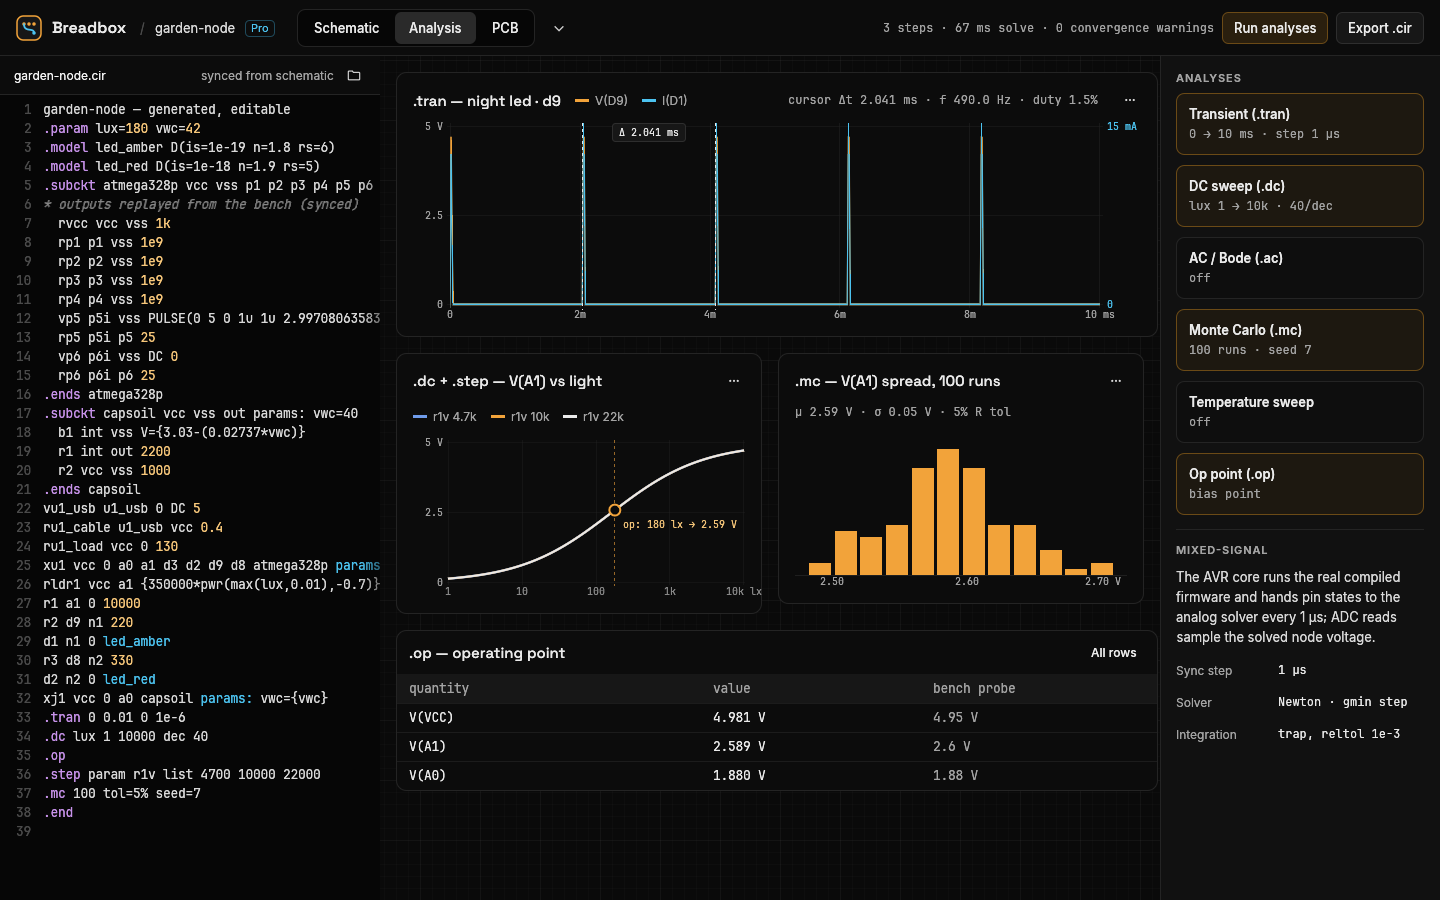 Breadbox / garden-node Pro Schematic Analysis PCB 3 steps · 67 ms solve · 0 convergence warnings Run analyses Export .cir
garden-node.cir synced from schematic
1 garden-node — generated, editable
2 .param lux=180 vwc=42
3 .model led_amber D(is=1e-19 n=1.8 rs=6)
4 .model led_red D(is=1e-18 n=1.9 rs=5)
5 .subckt atmega328p vcc vss p1 p2 p3 p4 p5 p6
6 * outputs replayed from the bench (synced)
7 rvcc vcc vss 1k
8 rp1 p1 vss 1e9
9 rp2 p2 vss 1e9
10 rp3 p3 vss 1e9
11 rp4 p4 vss 1e9
12 vp5 p5i vss PULSE(0 5 0 1u 1u 2.99708063583
13 rp5 p5i p5 25
14 vp6 p6i vss DC 0
15 rp6 p6i p6 25
16 .ends atmega328p
17 .subckt capsoil vcc vss out params: vwc=40
18 b1 int vss V={3.03-(0.02737*vwc)}
19 r1 int out 2200
20 r2 vcc vss 1000
21 .ends capsoil
22 vu1_usb u1_usb 0 DC 5
23 ru1_cable u1_usb vcc 0.4
24 ru1_load vcc 0 130
25 xu1 vcc 0 a0 a1 d3 d2 d9 d8 atmega328p params
26 rldr1 vcc a1 {350000*pwr(max(lux,0.01),-0.7)}
27 r1 a1 0 10000
28 r2 d9 n1 220
29 d1 n1 0 led_amber
30 r3 d8 n2 330
31 d2 n2 0 led_red
32 xj1 vcc 0 a0 capsoil params: vwc={vwc}
33 .tran 0 0.01 0 1e-6
34 .dc lux 1 10000 dec 40
35 .op
36 .step param r1v list 4700 10000 22000
37 .mc 100 tol=5% seed=7
38 .end
39
.tran — night led · d9 V(D9) I(D1) cursor Δt 2.041 ms · f 490.0 Hz · duty 1.5% ···
5 V Δ 2.041 ms 15 mA
2.5
0 0
0 2m 4m 6m 8m 10 ms
.dc + .step — V(A1) vs light ···
r1v 4.7k r1v 10k r1v 22k
5 V
2.5
op: 180 lx → 2.59 V
0
1 10 100 1k 10k lx
.mc — V(A1) spread, 100 runs ···
μ 2.59 V · σ 0.05 V · 5% R tol
2.50 2.60 2.70 V
.op — operating point All rows
quantity value bench probe
V(VCC) 4.981 V 4.95 V
V(A1) 2.589 V 2.6 V
V(A0) 1.880 V 1.88 V
ANALYSES
Transient (.tran)
0 → 10 ms · step 1 µs
DC sweep (.dc)
lux 1 → 10k · 40/dec
AC / Bode (.ac)
off
Monte Carlo (.mc)
100 runs · seed 7
Temperature sweep
off
Op point (.op)
bias point
MIXED-SIGNAL
The AVR core runs the real compiled
firmware and hands pin states to the
analog solver every 1 µs; ADC reads
sample the solved node voltage.
Sync step 1 µs
Solver Newton · gmin step
Integration trap, reltol 1e-3